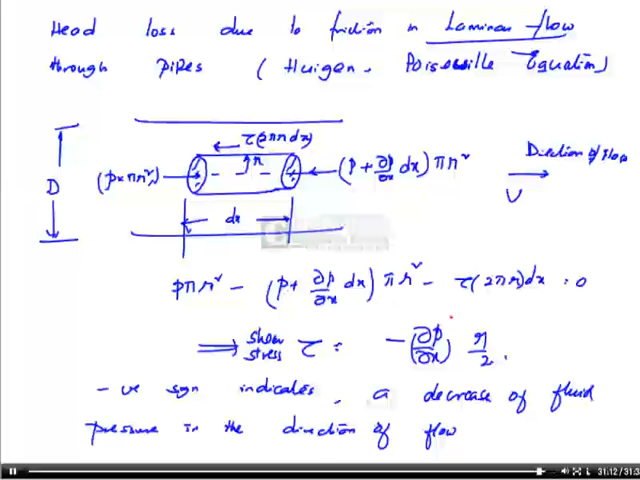 Head loss due to friction in Laminar flow
through pipes (Huigen-Poiseuille Equation)
τ(2πr dx)
(p×πr²)
r
(p + ∂p/∂x dx) πr²
Direction of flow
D
U
dx
pπr² - (p + ∂p/∂x dx) πr² - τ(2πr)dx = 0
⟹ shear stress τ = -(∂p/∂x) r/2.
- ve sign indicates, a decrease of fluid
pressure in the direction of flow